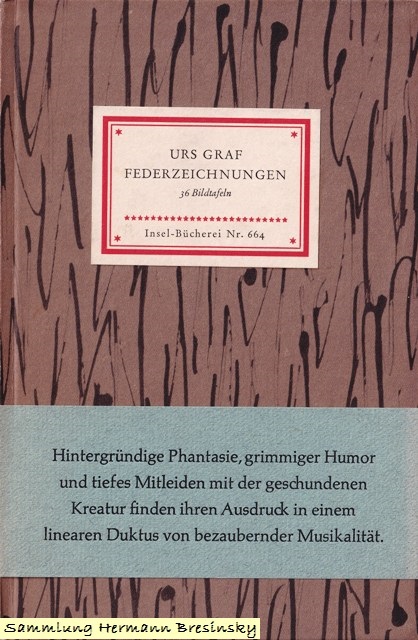 URS GRAF
FEDERZEICHNUNGEN
36 Bildtafeln
Insel-Bücherei Nr. 664
Hintergründige Phantasie, grimmiger Humor
und tiefes Mitleiden mit der geschundenen
Kreatur finden ihren Ausdruck in einem
linearen Duktus von bezaubernder Musikalität.
Sammlung Hermann Bresinsky